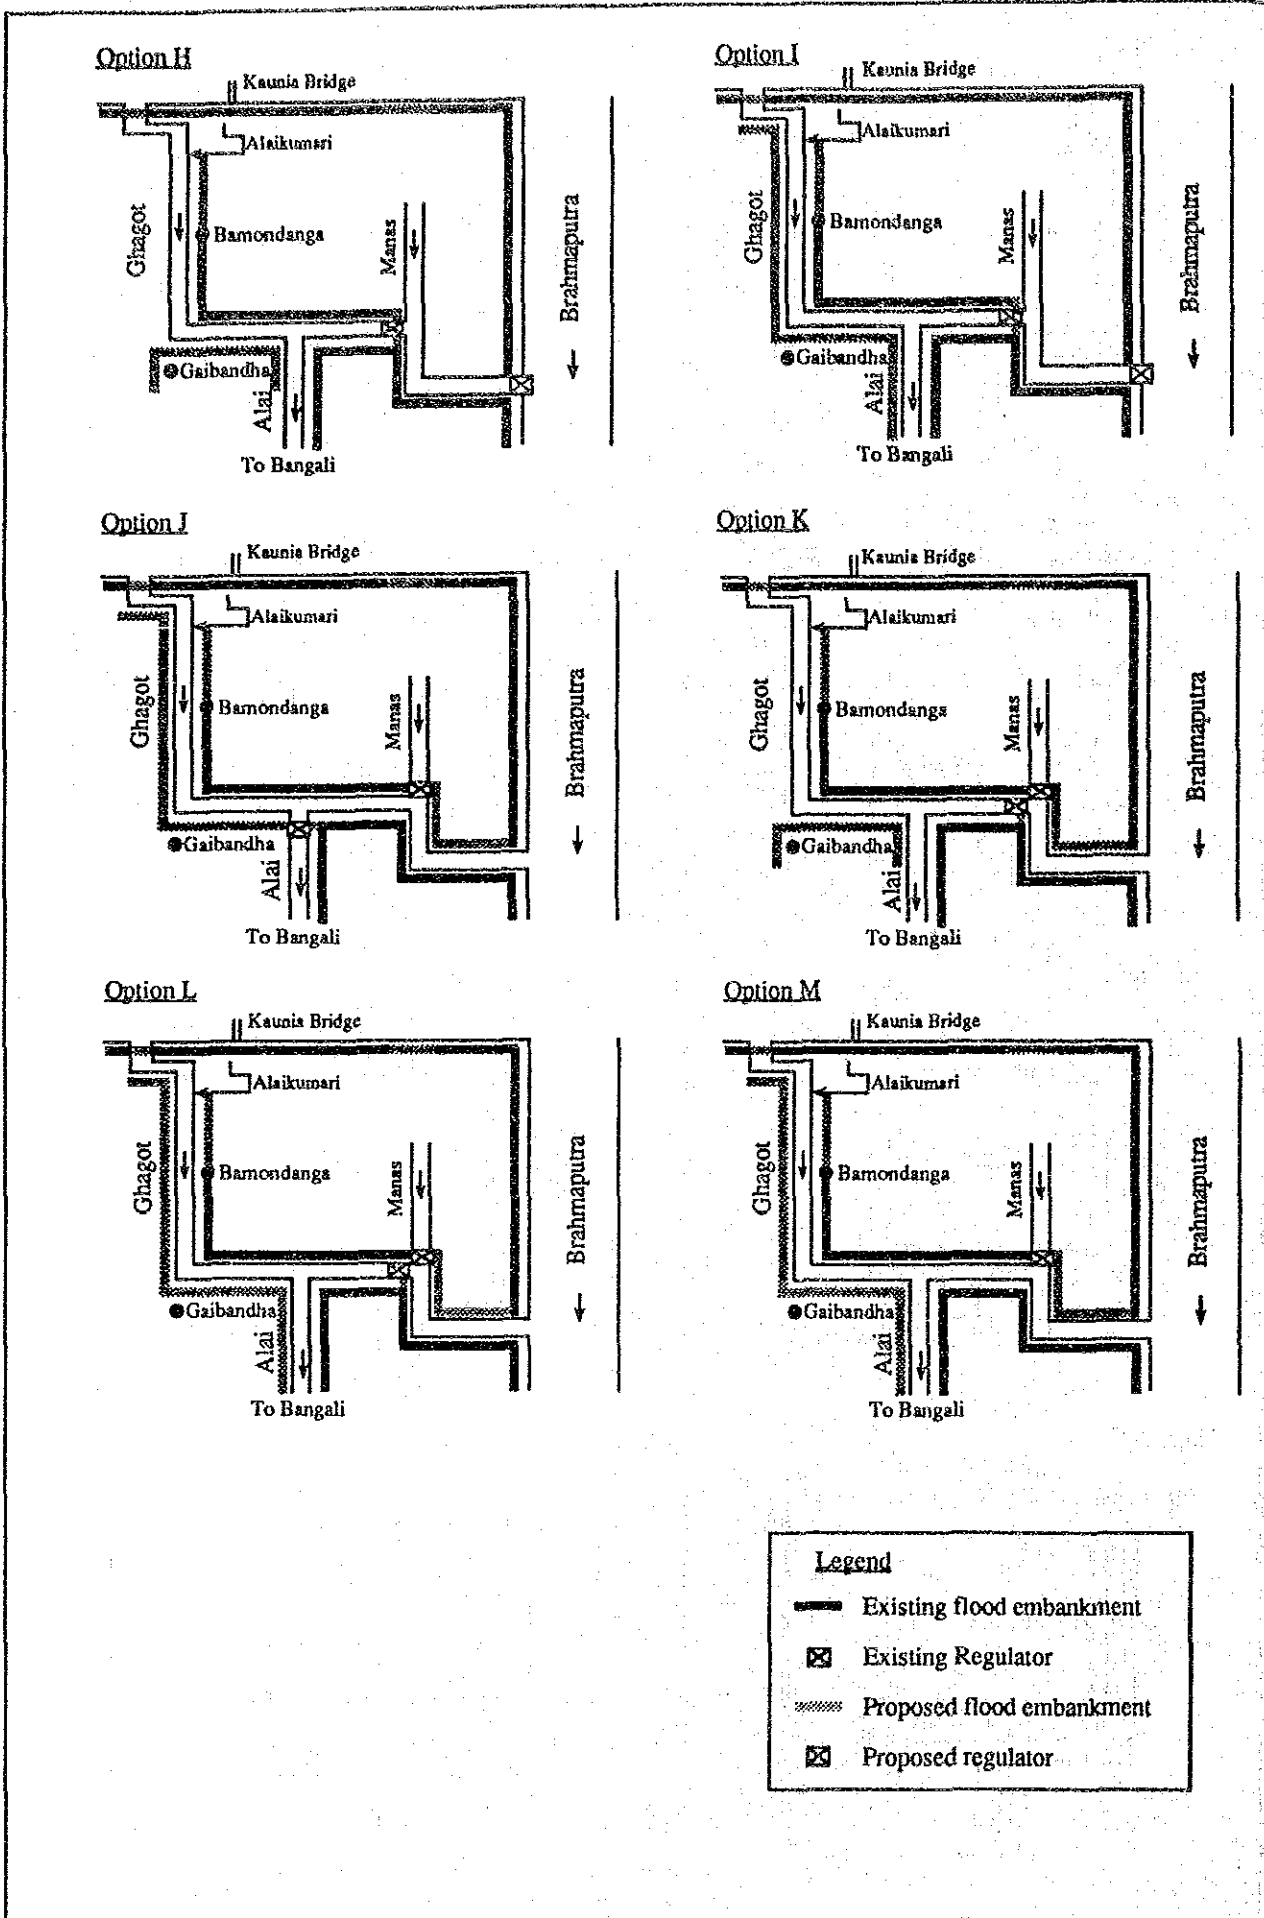 Option H
Kaunia Bridge
Alaikumari
Ghagot
Bamondanga
Manas
Brahmaputra
Gaibandha
Alai
To Bangali
Option I
Kaunia Bridge
Alaikumari
Ghagot
Bamondanga
Manas
Brahmaputra
Gaibandha
Alai
To Bangali
Option J
Kaunia Bridge
Alaikumari
Ghagot
Bamondanga
Manas
Brahmaputra
Gaibandha
Alai
To Bangali
Option K
Kaunia Bridge
Alaikumari
Ghagot
Bamondanga
Manas
Brahmaputra
Gaibandha
Alai
To Bangali
Option L
Kaunia Bridge
Alaikumari
Ghagot
Bamondanga
Manas
Brahmaputra
Gaibandha
Alai
To Bangali
Option M
Kaunia Bridge
Alaikumari
Ghagot
Bamondanga
Manas
Brahmaputra
Gaibandha
Alai
To Bangali
Legend
Existing flood embankment
Existing Regulator
Proposed flood embankment
Proposed regulator